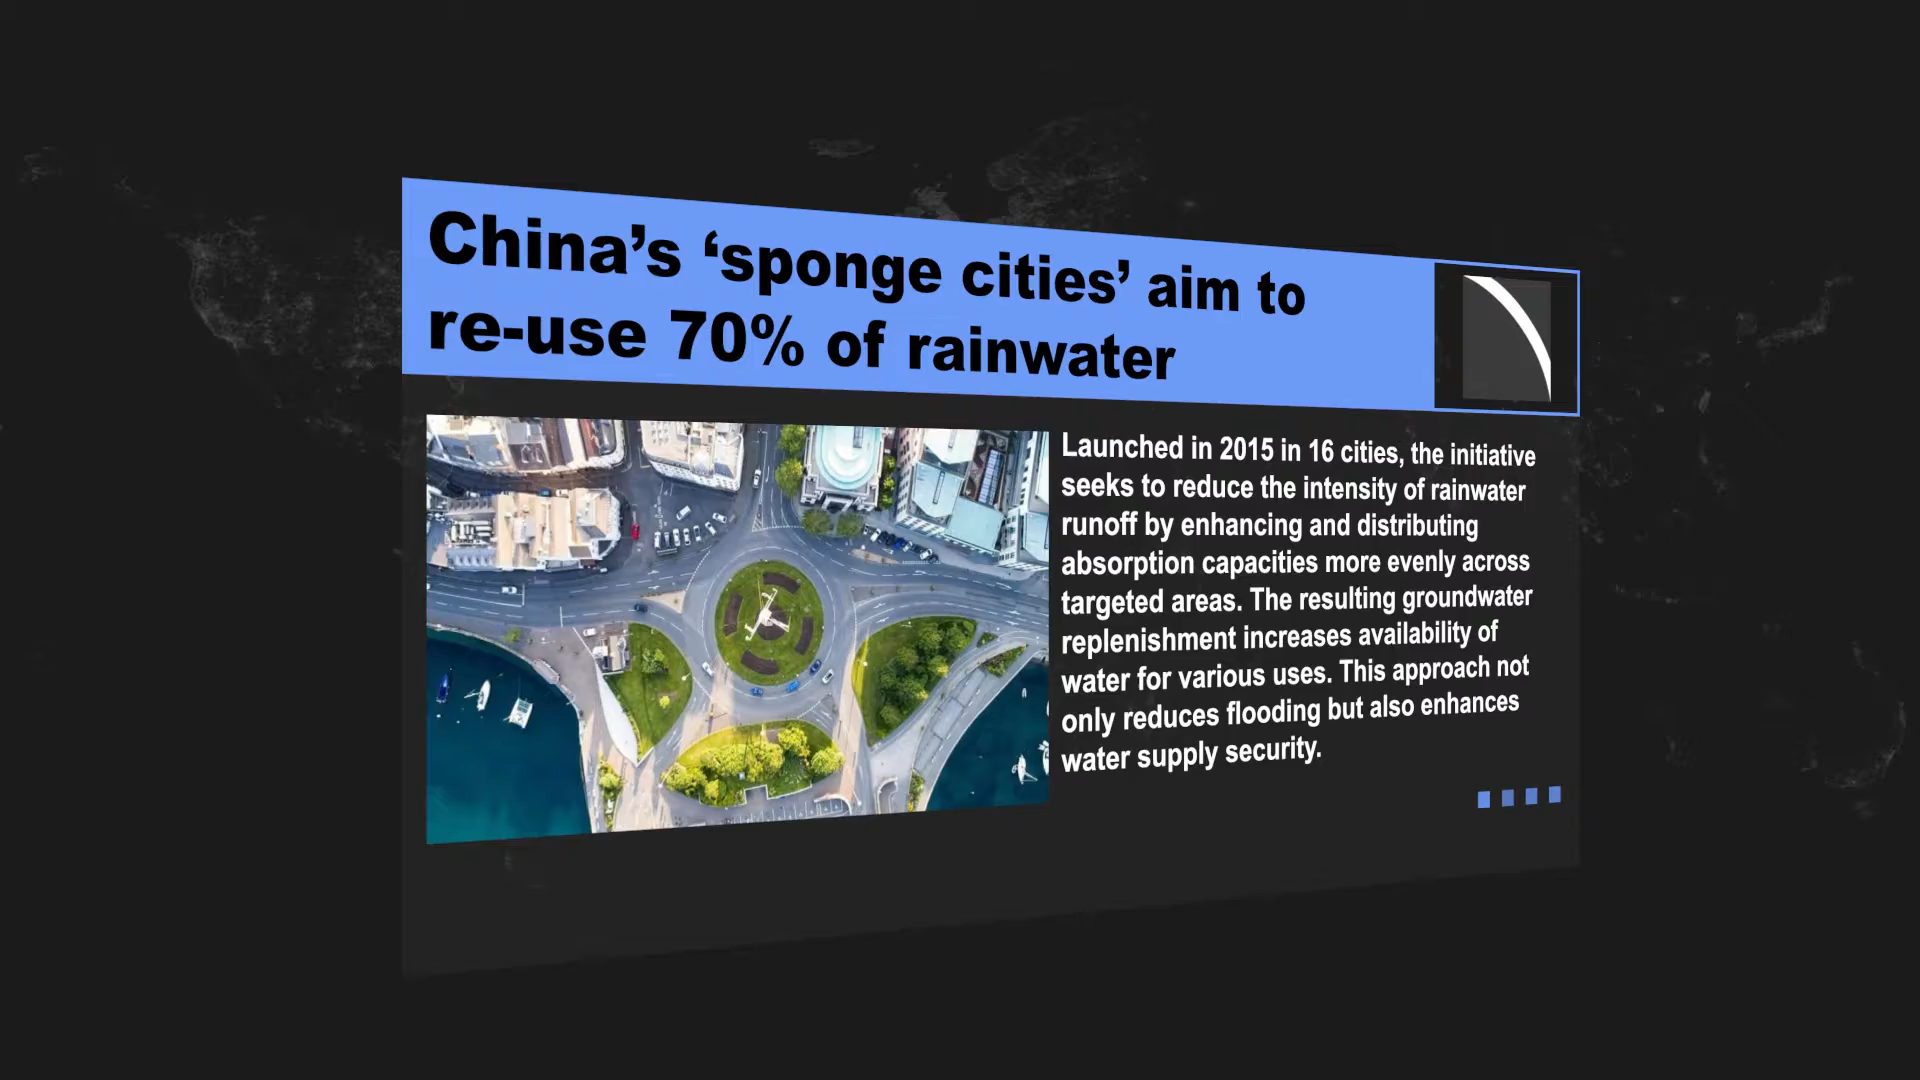 China’s ‘sponge cities’ aim to
re-use 70% of rainwater
Launched in 2015 in 16 cities, the initiative
seeks to reduce the intensity of rainwater
runoff by enhancing and distributing
absorption capacities more evenly across
targeted areas. The resulting groundwater
replenishment increases availability of
water for various uses. This approach not
only reduces flooding but also enhances
water supply security.